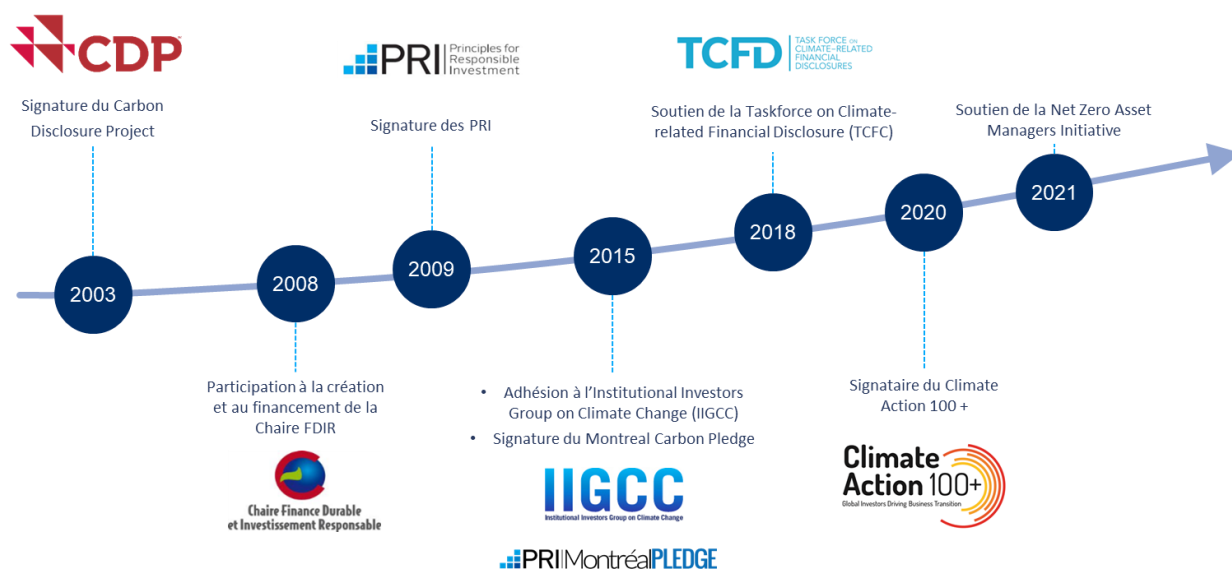 CDP
Signature du Carbon
Disclosure Project
2003
2008
Participation à la création
et au financement de la
Chaire FDIR
Chaire Finance Durable
et Investissement Responsable
PRI Principles for
Responsible
Investment
Signature des PRI
2009
2015
• Adhésion à l’Institutional Investors
Group on Climate Change (IIGCC)
• Signature du Montreal Carbon Pledge
IIGCC
Institutional Investors Group on Climate Change
PRI MontréalPLEDGE
TCFD TASK FORCE ON
CLIMATE-RELATED
FINANCIAL
DISCLOSURES
Soutien de la Taskforce on Climate-
related Financial Disclosure (TCFC)
2018
2020
Signataire du Climate
Action 100 +
Climate
Action 100+
Global Investors Driving Business Transition
Soutien de la Net Zero Asset
Managers Initiative
2021